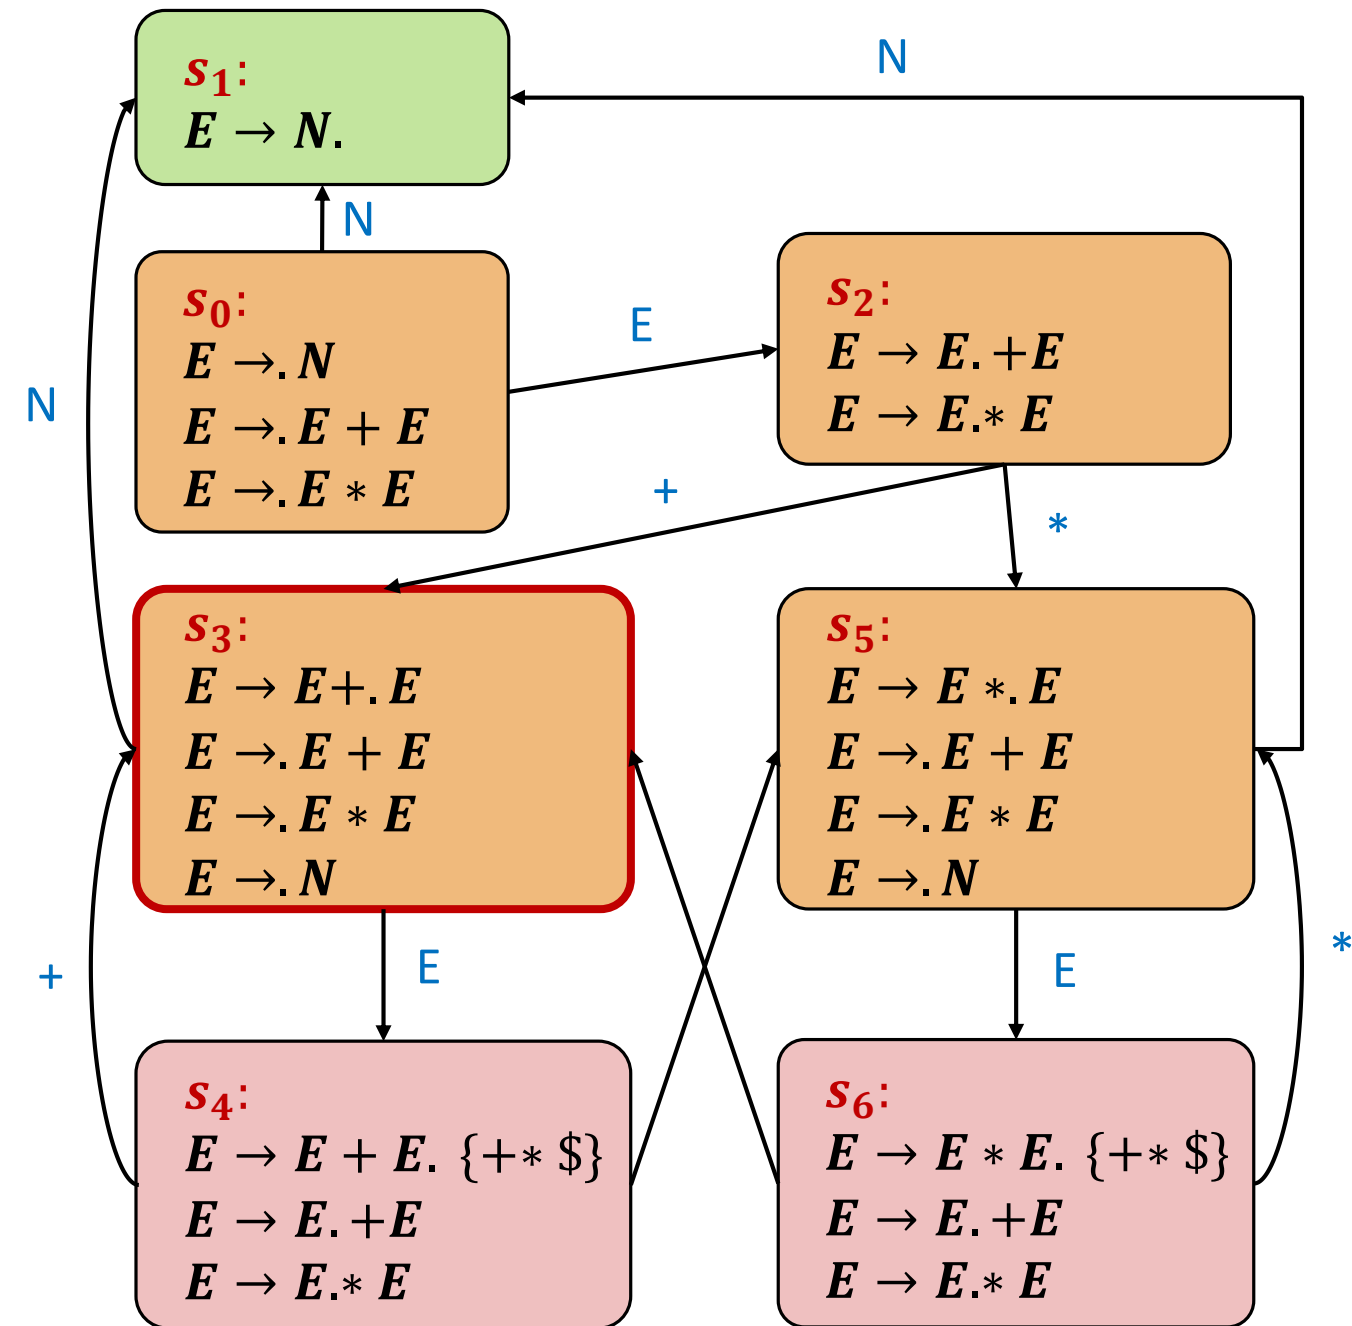 s₁:
E → N.
N
N
s₀:
E →. N
E →. E + E
E →. E * E
E
s₂:
E → E. +E
E → E.* E
N
+
*
s₃:
E → E+. E
E →. E + E
E →. E * E
E →. N
s₅:
E → E *. E
E →. E + E
E →. E * E
E →. N
+
E
E
*
s₄:
E → E + E. {+* $}
E → E. +E
E → E.* E
s₆:
E → E * E. {+* $}
E → E. +E
E → E.* E